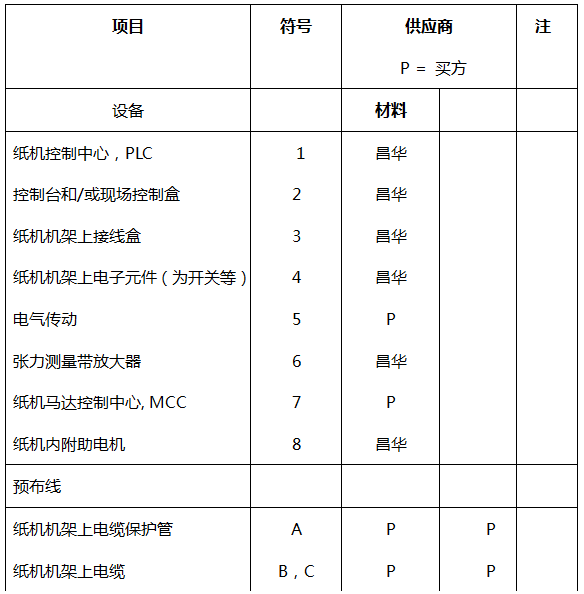 项目 符号 供应商 注
P = 买方
设备 材料
纸机控制中心，PLC 1 昌华
控制台和/或现场控制盒 2 昌华
纸机机架上接线盒 3 昌华
纸机机架上电子元件（为开关等） 4 昌华
电气传动 5 P
张力测量带放大器 6 昌华
纸机马达控制中心, MCC 7 P
纸机内附助电机 8 昌华
预布线
纸机机架上电缆保护管 A P P
纸机机架上电缆 B，C P P